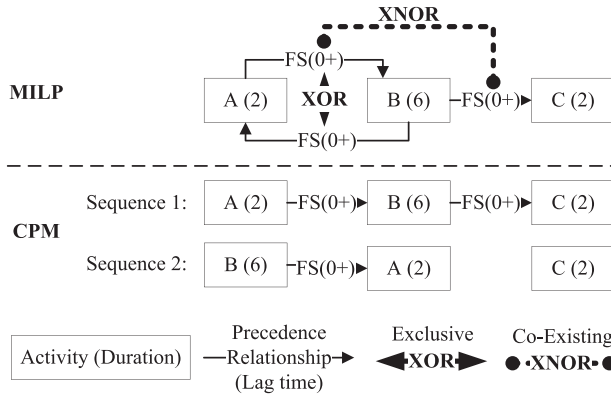 XNOR
FS(0+)
MILP
A (2)
XOR
B (6)
FS(0+)
C (2)
FS(0+)
CPM
Sequence 1:
A (2)
FS(0+)
B (6)
FS(0+)
C (2)
Sequence 2:
B (6)
FS(0+)
A (2)
C (2)
Activity (Duration)
Precedence
Relationship
(Lag time)
Exclusive
XOR
Co-Existing
XNOR